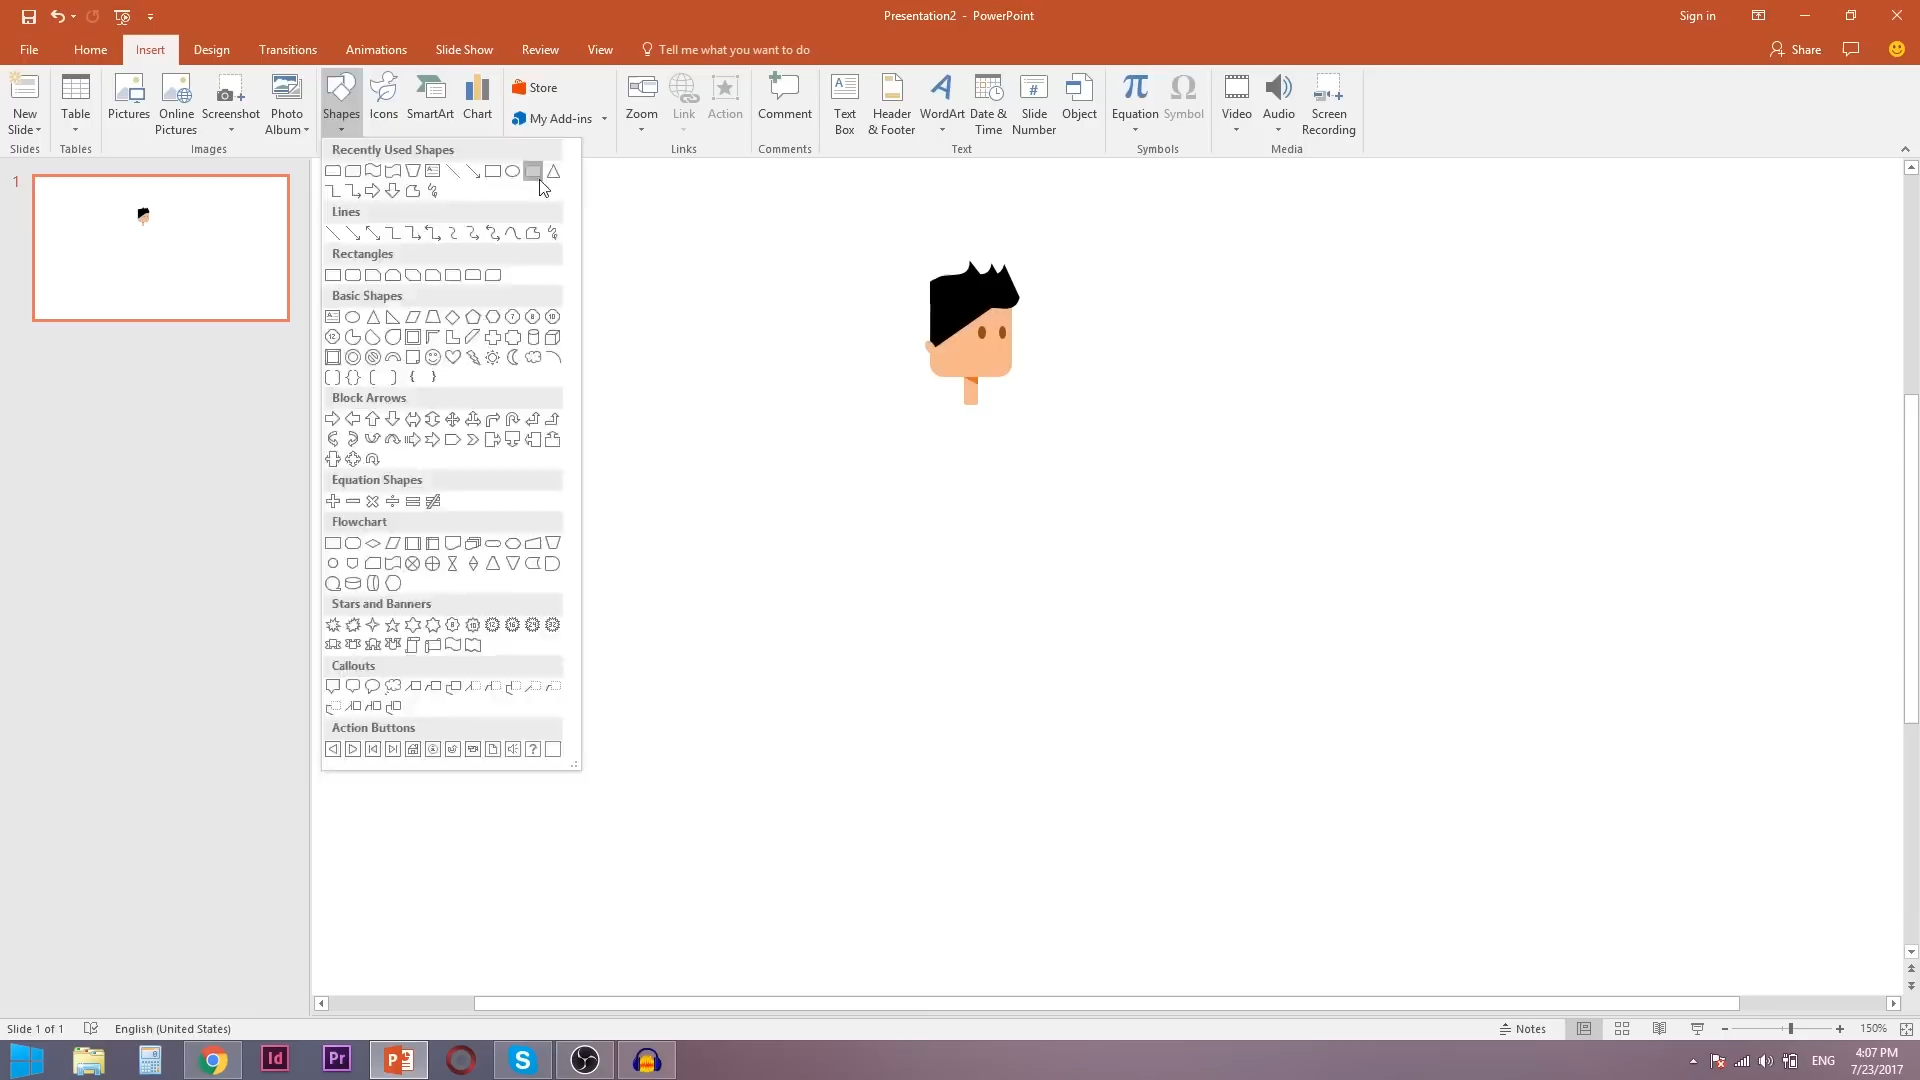 Presentation2 - PowerPoint
Sign in
File Home Insert Design Transitions Animations Slide Show Review View Tell me what you want to do Share
New Slide
Table
Pictures
Online Pictures
Screenshot
Photo Album
Shapes
Icons
SmartArt
Chart
Store
My Add-ins
Zoom
Link
Action
Comment
Text Box
Header & Footer
WordArt
Date & Time
Slide Number
Object
Equation
Symbol
Video
Audio
Screen Recording
Slides Tables Images Links Comments Text Symbols Media
1
Recently Used Shapes
Lines
Rectangles
Basic Shapes
Block Arrows
Equation Shapes
Flowchart
Stars and Banners
Callouts
Action Buttons
Slide 1 of 1 English (United States) Notes 150%
Id Pr ENG 4:07 PM
7/23/2017